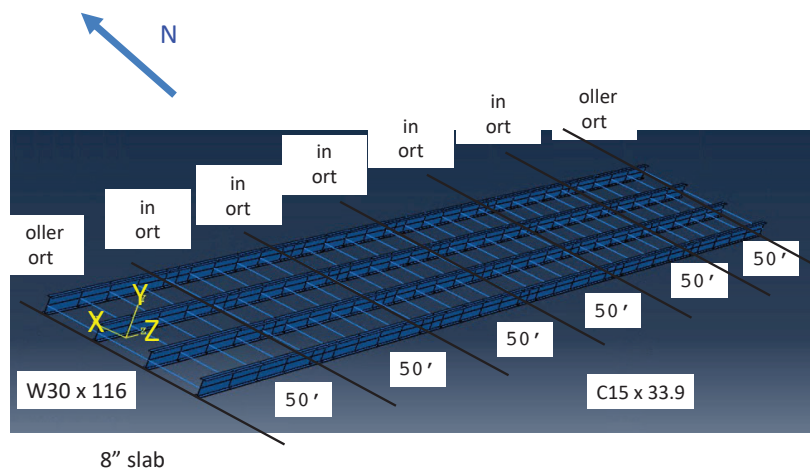 N
oller
ort
in
ort
in
ort
in
ort
in
ort
in
ort
oller
ort
Y
X
Z
50′
50′
50′
50′
50′
50′
W30 x 116
C15 x 33.9
8” slab